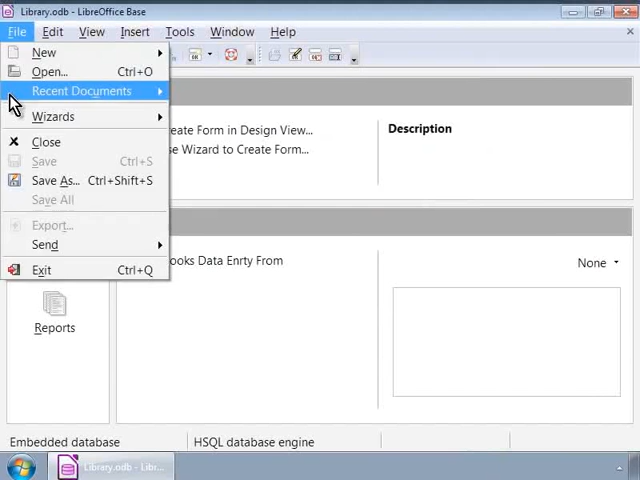 Library.odb - LibreOffice Base
File Edit View Insert Tools Window Help
New
Open... Ctrl+O
Recent Documents
Wizards
Close
Save Ctrl+S
Save As... Ctrl+Shift+S
Save All
Export...
Send
Exit Ctrl+Q
eate Form in Design View...
se Wizard to Create Form...
Description
ooks Data Enrty From
None
Reports
Embedded database HSQL database engine
Library.odb - Libr...